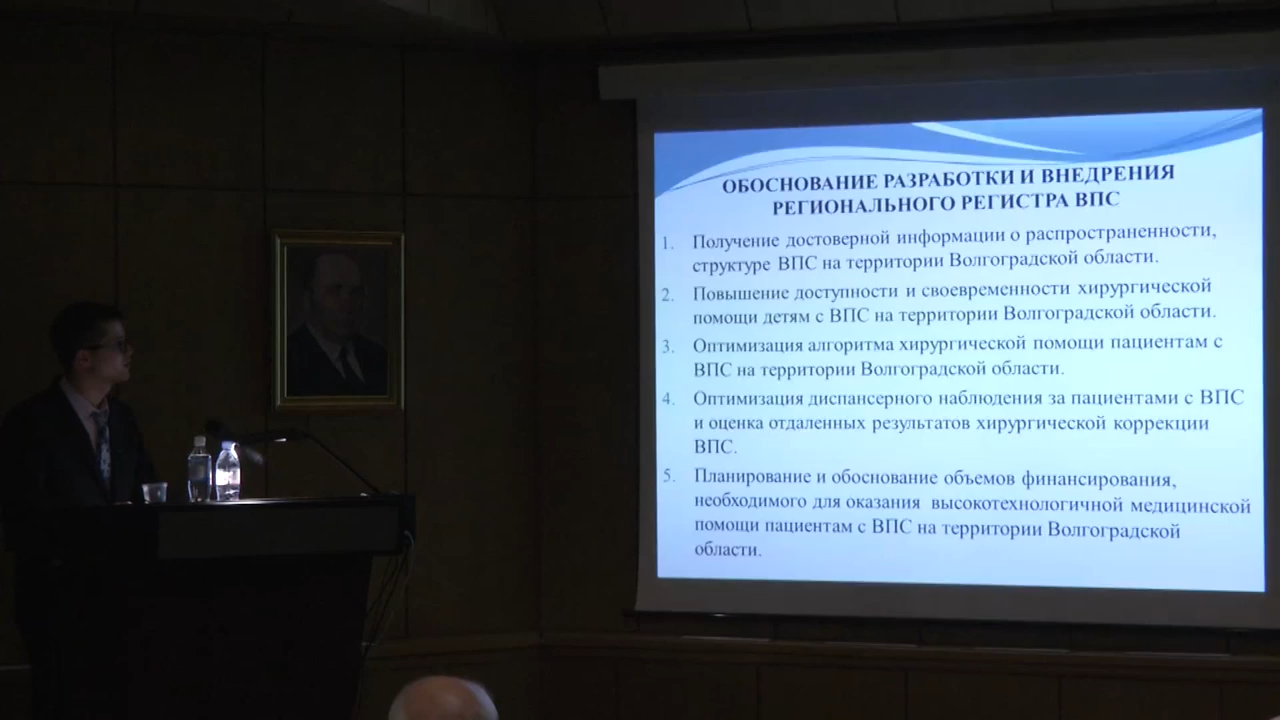 ОБОСНОВАНИЕ РАЗРАБОТКИ И ВНЕДРЕНИЯ
РЕГИОНАЛЬНОГО РЕГИСТРА ВПС
1. Получение достоверной информации о распространенности,
структуре ВПС на территории Волгоградской области.
2. Повышение доступности и своевременности хирургической
помощи детям с ВПС на территории Волгоградской области.
3. Оптимизация алгоритма хирургической помощи пациентам с
ВПС на территории Волгоградской области.
4. Оптимизация диспансерного наблюдения за пациентами с ВПС
и оценка отдаленных результатов хирургической коррекции
ВПС.
5. Планирование и обоснование объемов финансирования,
необходимого для оказания высокотехнологичной медицинской
помощи пациентам с ВПС на территории Волгоградской
области.